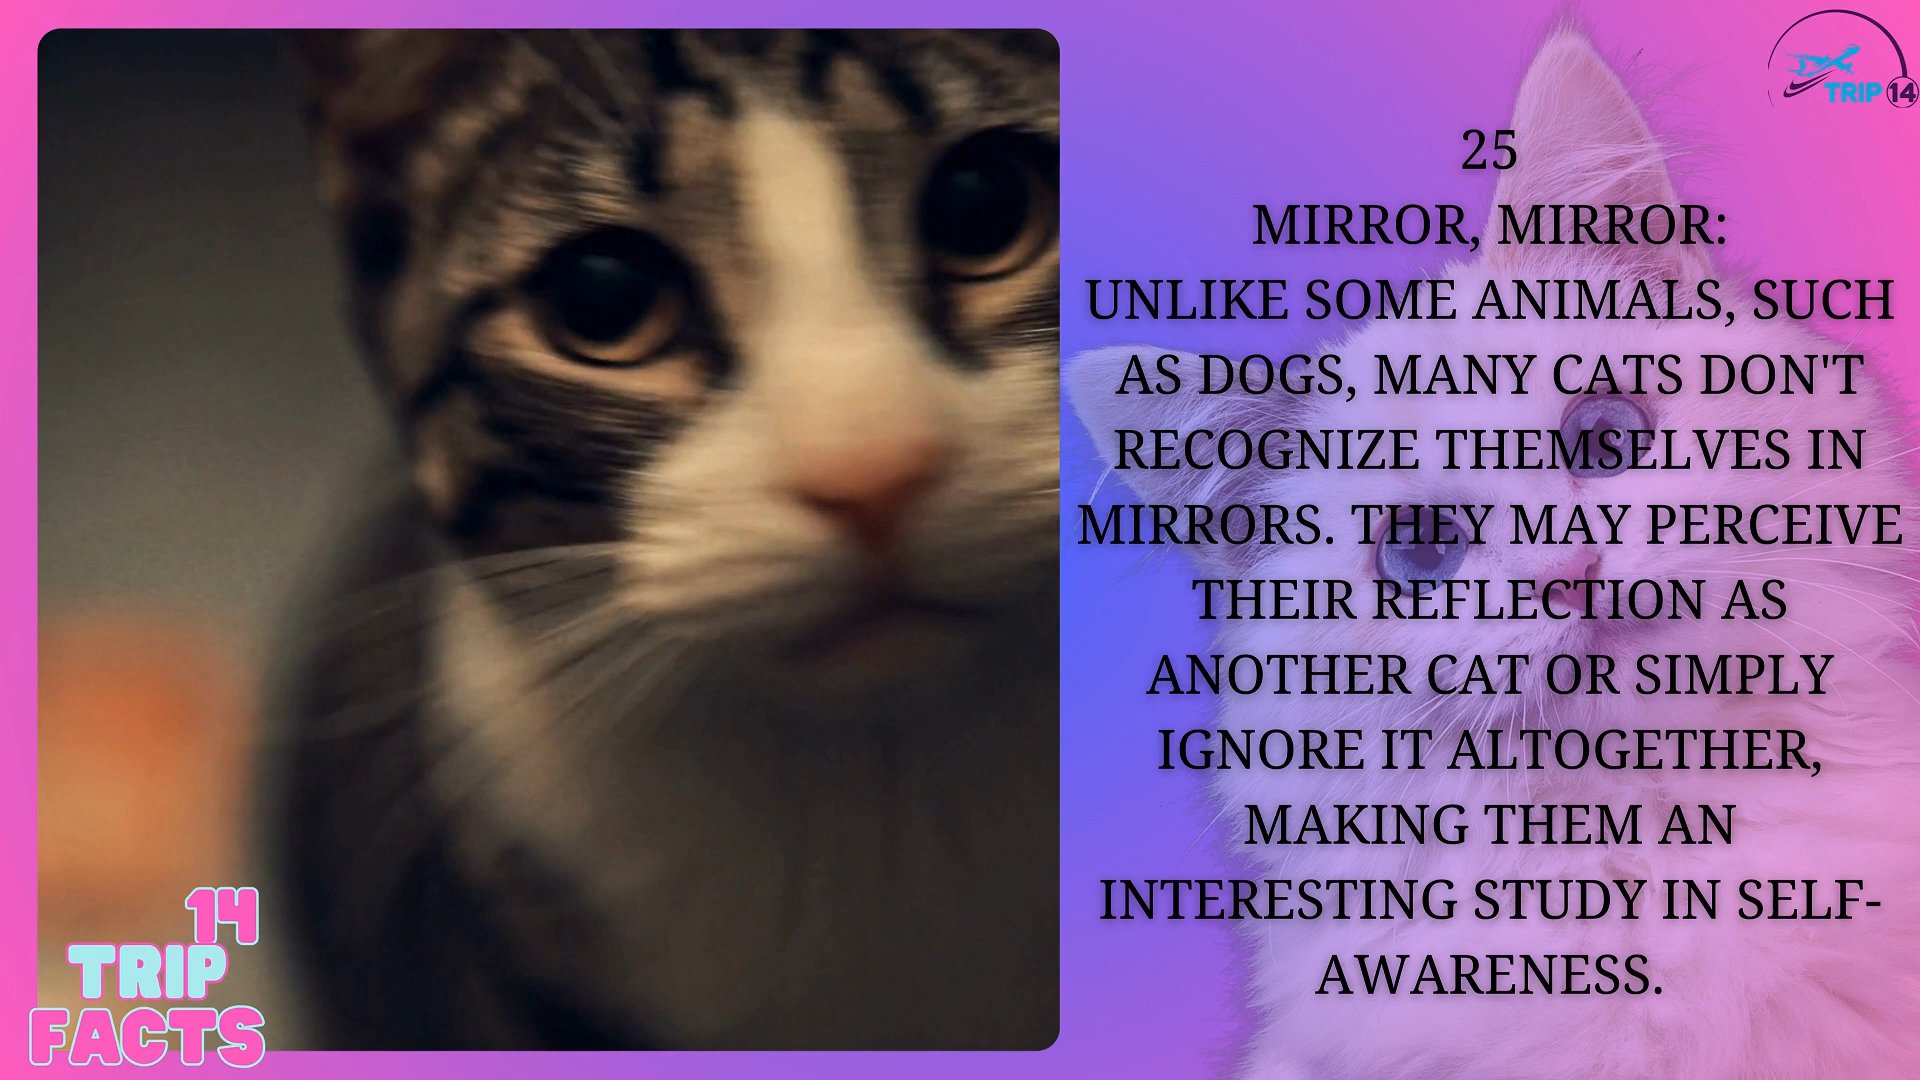 TRIP 14
25
MIRROR, MIRROR:
UNLIKE SOME ANIMALS, SUCH
AS DOGS, MANY CATS DON'T
RECOGNIZE THEMSELVES IN
MIRRORS. THEY MAY PERCEIVE
THEIR REFLECTION AS
ANOTHER CAT OR SIMPLY
IGNORE IT ALTOGETHER,
MAKING THEM AN
INTERESTING STUDY IN SELF-
AWARENESS.
14
TRIP
FACTS